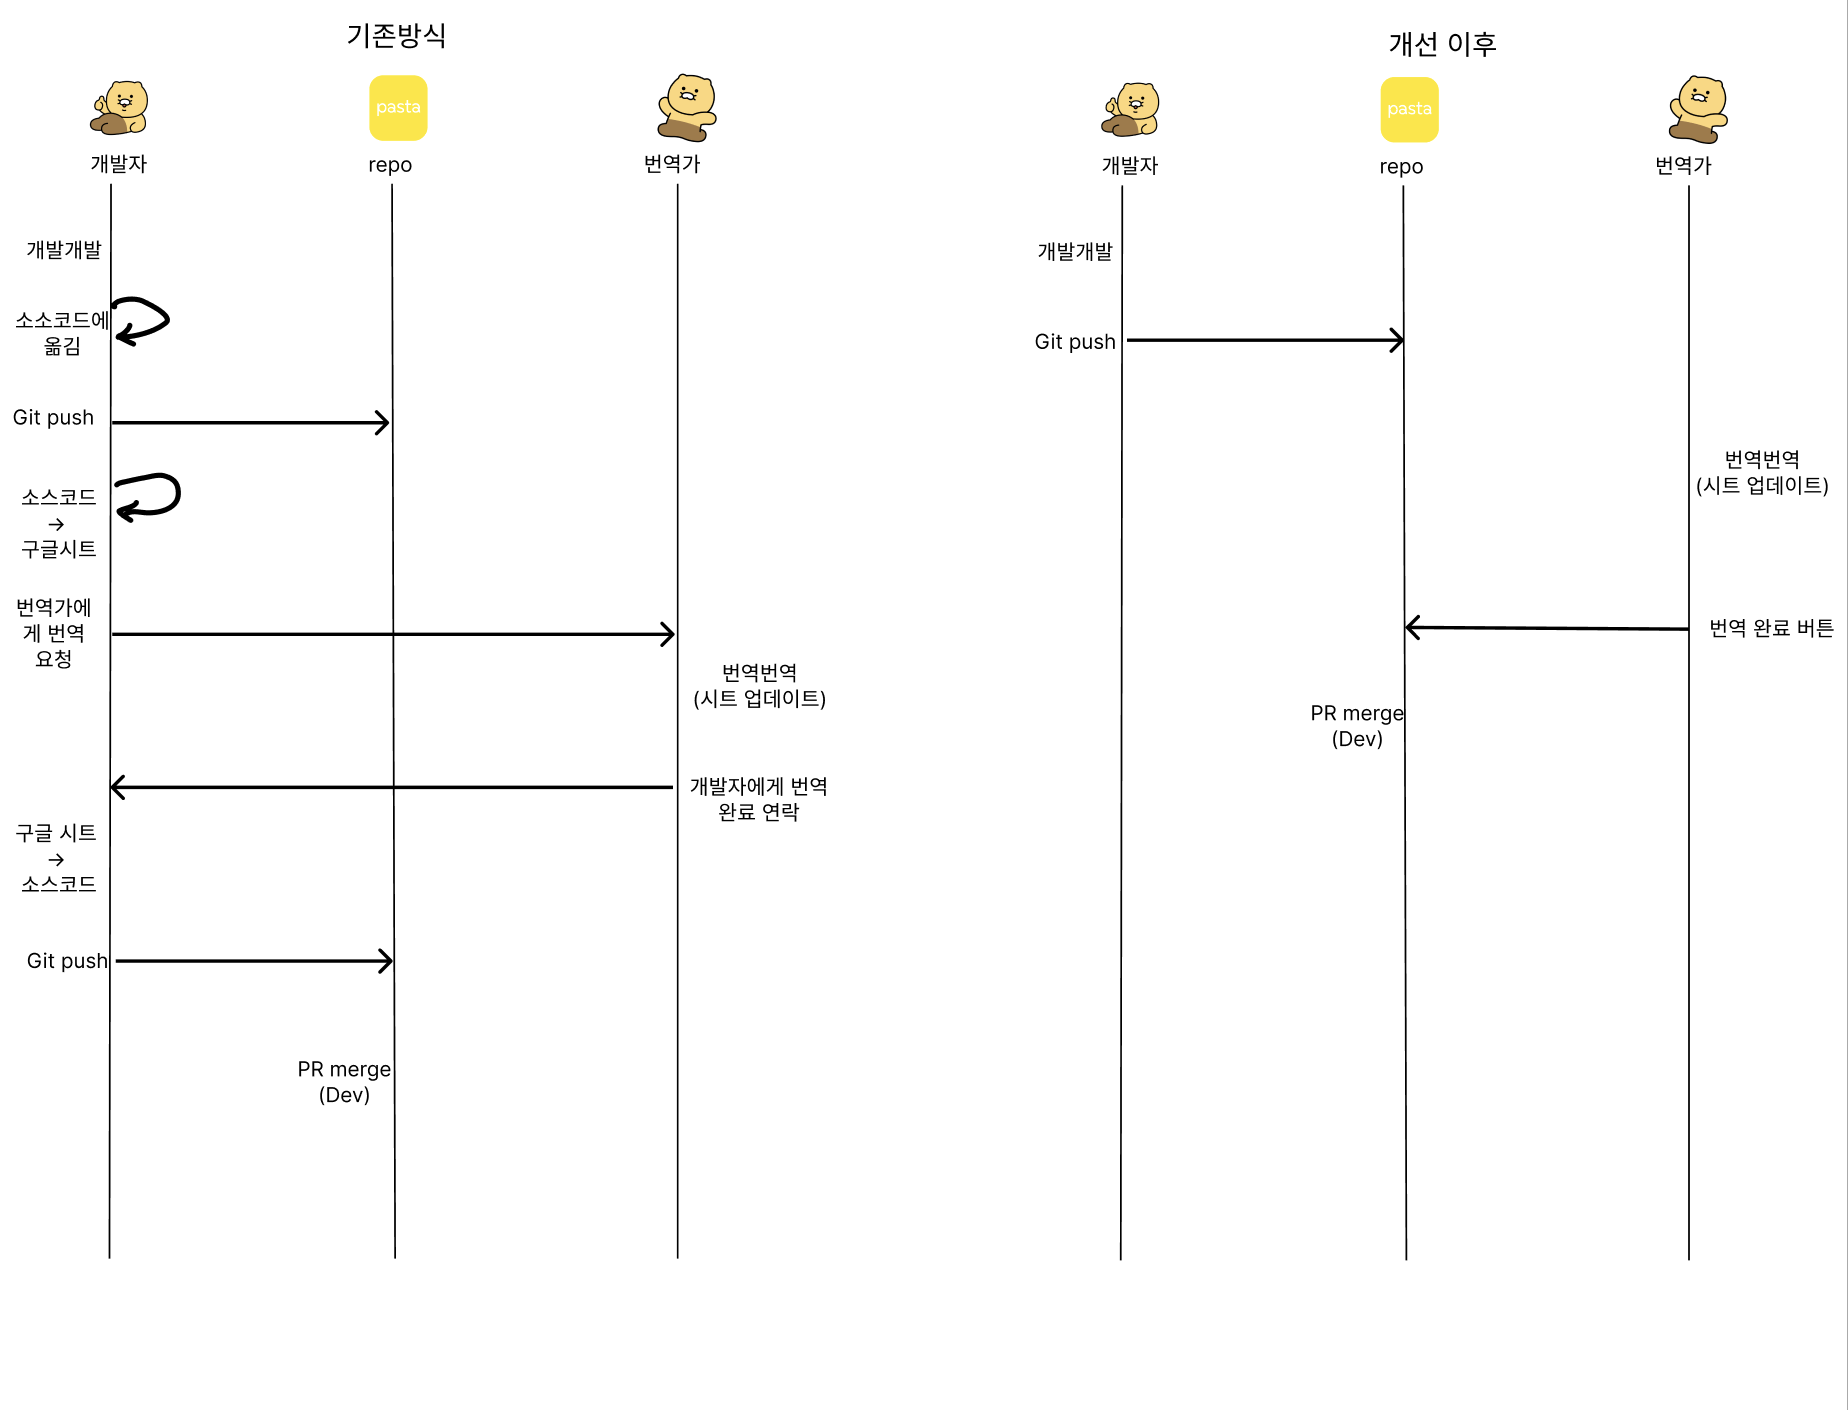 기존방식
pasta
개발자
repo
번역가
개발개발
소소코드에
옮김
Git push
소스코드
→
구글시트
번역가에
게 번역
요청
번역번역
(시트 업데이트)
개발자에게 번역
완료 연락
구글 시트
→
소스코드
Git push
PR merge
(Dev)
개선 이후
pasta
개발자
repo
번역가
개발개발
Git push
번역번역
(시트 업데이트)
번역 완료 버튼
PR merge
(Dev)